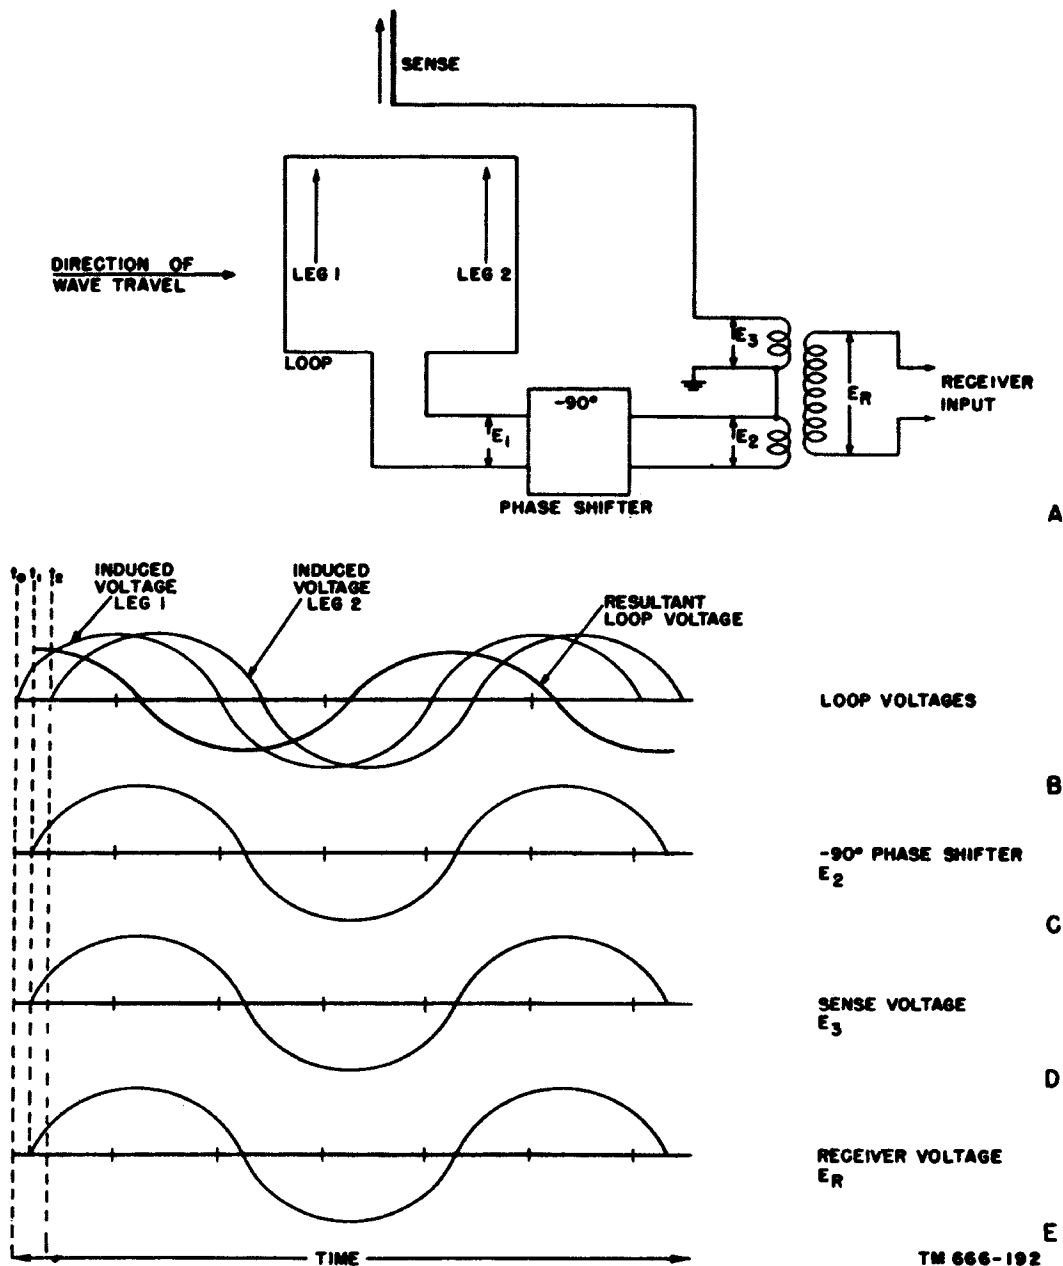 SENSE
DIRECTION OF
WAVE TRAVEL
LEG 1
LEG 2
LOOP
E3
ER
RECEIVER
INPUT
-90°
E1
E2
PHASE SHIFTER
A
t0 t1 t2
INDUCED
VOLTAGE
LEG 1
INDUCED
VOLTAGE
LEG 2
RESULTANT
LOOP VOLTAGE
LOOP VOLTAGES
B
-90° PHASE SHIFTER
E2
C
SENSE VOLTAGE
E3
D
RECEIVER VOLTAGE
ER
E
TIME
TM 666-192